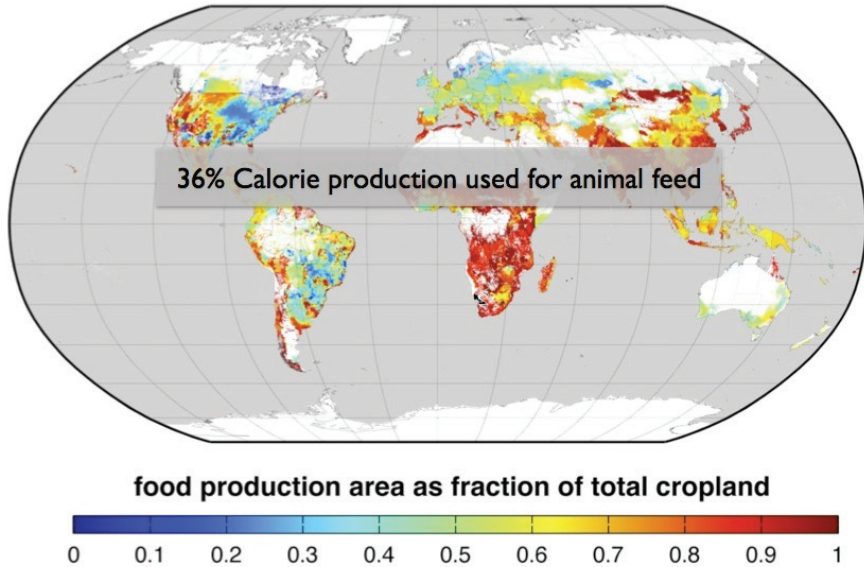 36% Calorie production used for animal feed
food production area as fraction of total cropland
0 0.1 0.2 0.3 0.4 0.5 0.6 0.7 0.8 0.9 1